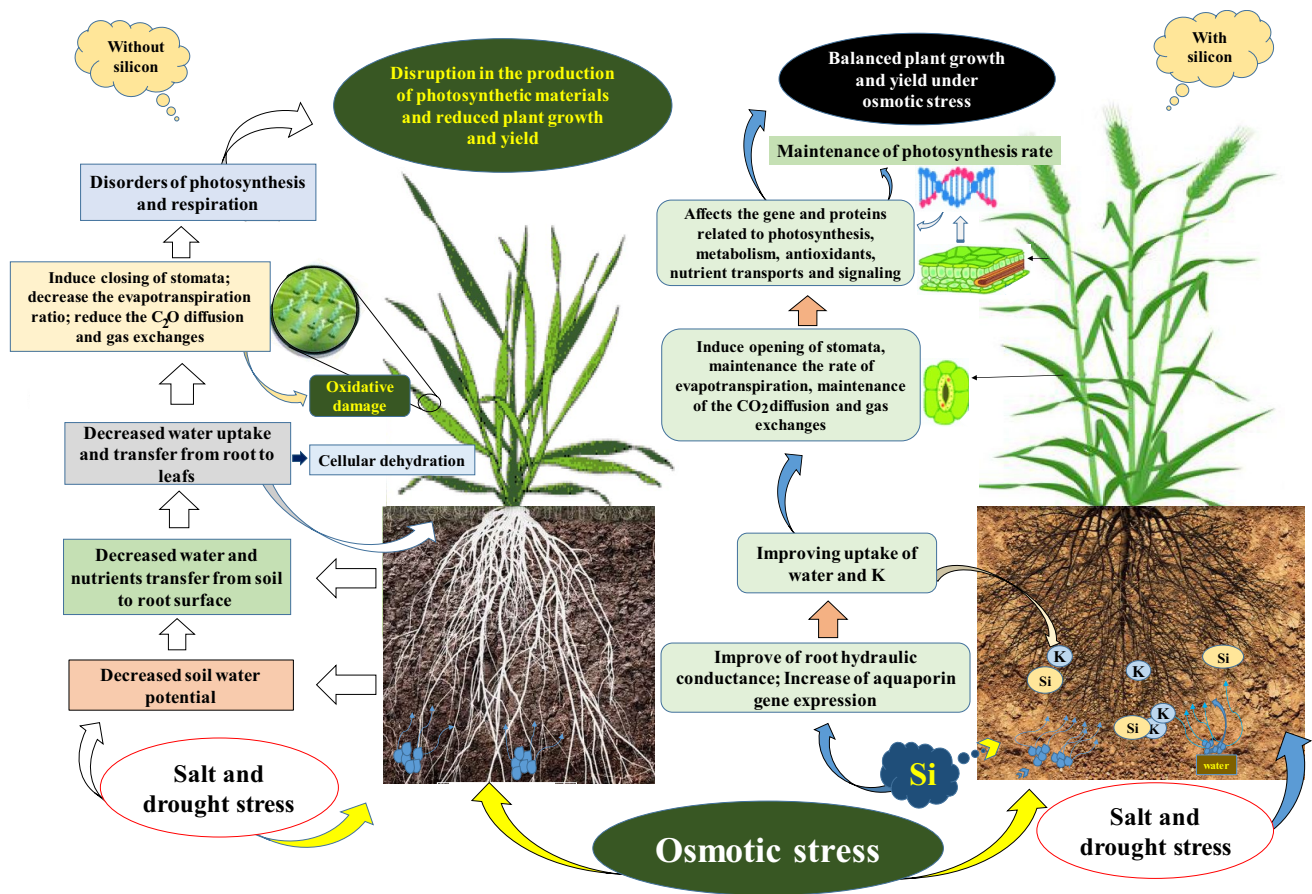 Without
silicon
Disruption in the production
of photosynthetic materials
and reduced plant growth
and yield
Disorders of photosynthesis
and respiration
Induce closing of stomata;
decrease the evapotranspiration
ratio; reduce the C₂O diffusion
and gas exchanges
Oxidative
damage
Decreased water uptake
and transfer from root to
leafs
Cellular dehydration
Decreased water and
nutrients transfer from soil
to root surface
Decreased soil water
potential
Salt and
drought stress
Osmotic stress
With
silicon
Balanced plant growth
and yield under
osmotic stress
Maintenance of photosynthesis rate
Affects the gene and proteins
related to photosynthesis,
metabolism, antioxidants,
nutrient transports and signaling
Induce opening of stomata,
maintenance the rate of
evapotranspiration, maintenance
of the CO₂ diffusion and gas
exchanges
Improving uptake of
water and K
Improve of root hydraulic
conductance; Increase of aquaporin
gene expression
Si
K
Si
K
Si
K
Si
K
water
Salt and
drought stress